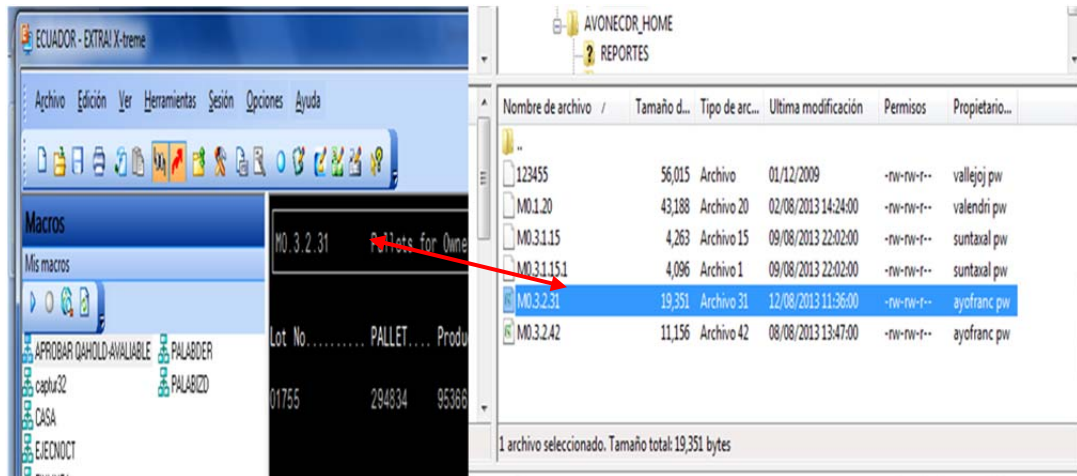 ECUADOR - EXTRA! X-treme
Archivo Edición Ver Herramientas Sesión Opciones Ayuda
Macros
Mis macros
APROBAR QAHOLD-AVALIABLE PALABDER
captur32 PALABIZD
CASA
EJECNOCT
M0.3.2.31 Pallets for Owne
Lot No.......... PALLET.... Produ
01755 294834 95366
AVONECDR_HOME
REPORTES
Nombre de archivo / Tamaño d... Tipo de arc... Ultima modificación Permisos Propietario...
..
123455 56,015 Archivo 01/12/2009 -rw-rw-r-- vallejoj pw
M0.1.20 43,188 Archivo 20 02/08/2013 14:24:00 -rw-rw-r-- valendri pw
M0.3.1.15 4,263 Archivo 15 09/08/2013 22:02:00 -rw-rw-r-- suntaxal pw
M0.3.1.15.1 4,096 Archivo 1 09/08/2013 22:02:00 -rw-rw-r-- suntaxal pw
M0.3.2.31 19,351 Archivo 31 12/08/2013 11:36:00 -rw-rw-r-- ayofranc pw
M0.3.2.42 11,156 Archivo 42 08/08/2013 13:47:00 -rw-rw-r-- ayofranc pw
1 archivo seleccionado. Tamaño total: 19,351 bytes